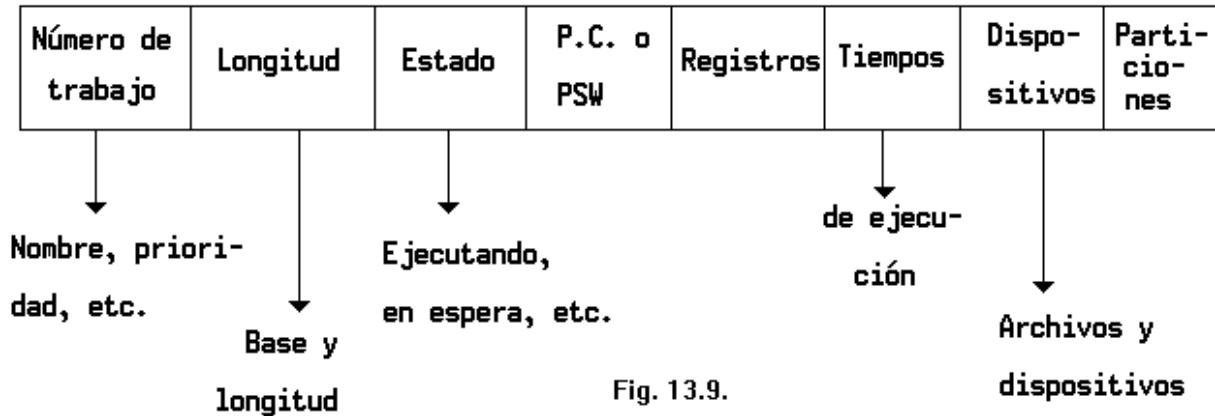 Número de
trabajo
Longitud
Estado
P.C. o
PSW
Registros
Tiempos
Dispo-
sitivos
Parti-
cio-
nes
Nombre, priori-
dad, etc.
Base y
longitud
Ejecutando,
en espera, etc.
de ejecu-
ción
Archivos y
dispositivos
Fig. 13.9.